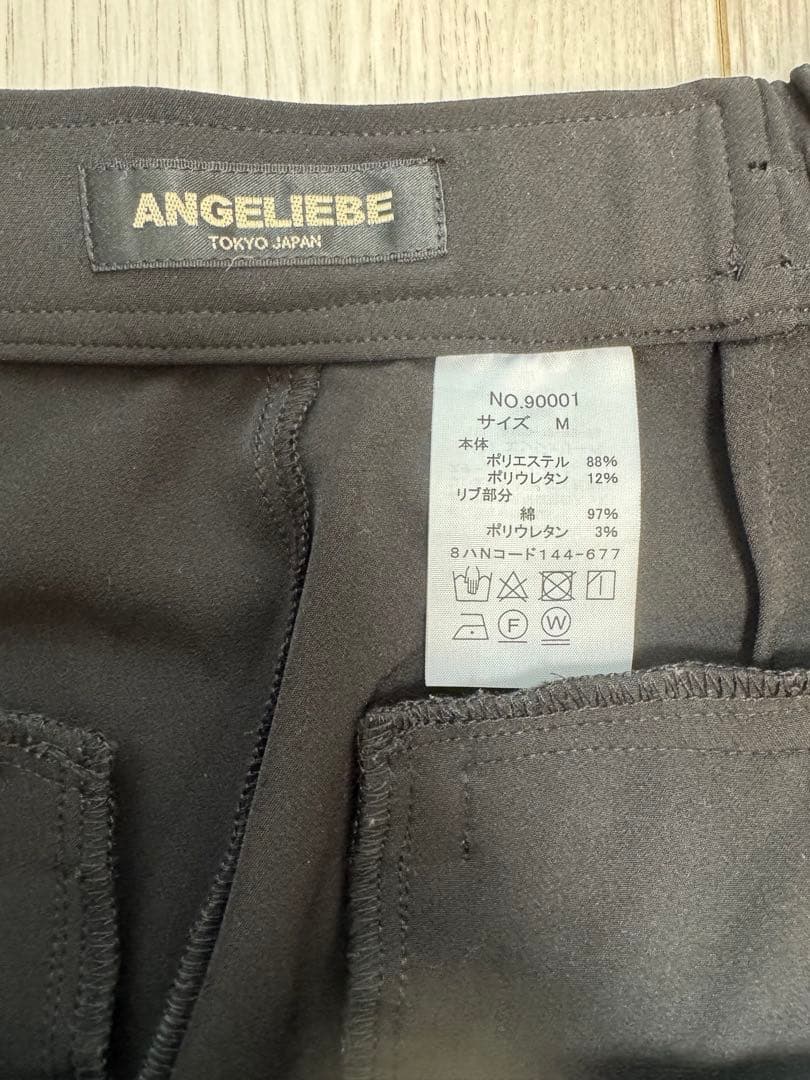 ANGELIEBE
TOKYO JAPAN
NO.90001
サイズ M
本体
ポリエステル 88%
ポリウレタン 12%
リブ部分
綿 97%
ポリウレタン 3%
8ハNコード144-677
F W